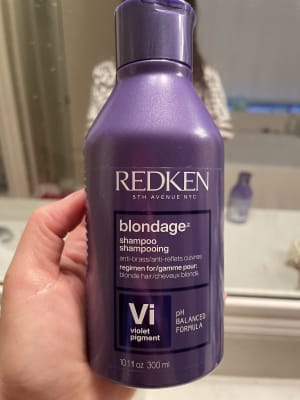 REDKEN
5TH AVENUE NYC
blondage
shampoo
shampooing
anti-brass/anti-reflets cuivrés
regimen for/gamme pour:
blonde hair/cheveux blonds
Vi
violet
pigment
pH
BALANCED
FORMULA
10.1 fl oz 300 ml